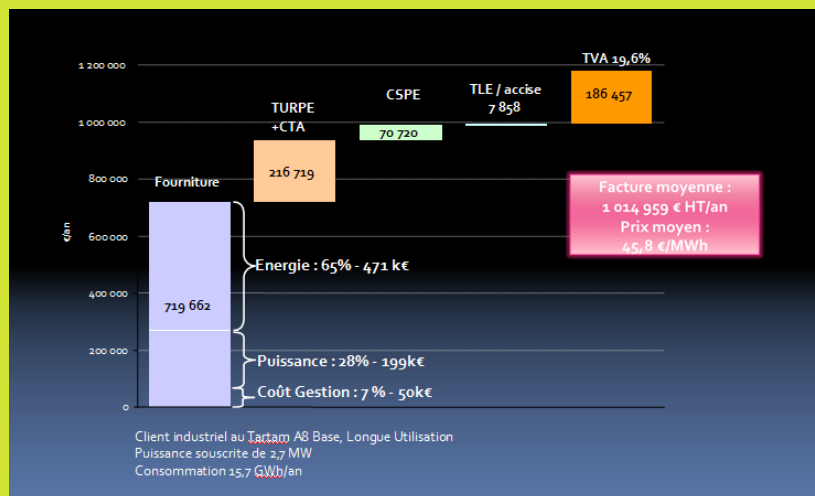 TVA 19,6%
1 200 000
186 457
TLE / accise
7 858
CSPE
70 720
TURPE
+CTA
216 719
1 000 000
800 000
Fourniture
Facture moyenne :
1 014 959 € HT/an
Prix moyen :
45,8 €/MWh
€/an
600 000
Energie : 65% - 471 k€
400 000
719 662
200 000
Puissance : 28% - 199k€
Coût Gestion : 7 % - 50k€
0
Client industriel au Tartam A8 Base, Longue Utilisation
Puissance souscrite de 2,7 MW
Consommation 15,7 GWh/an